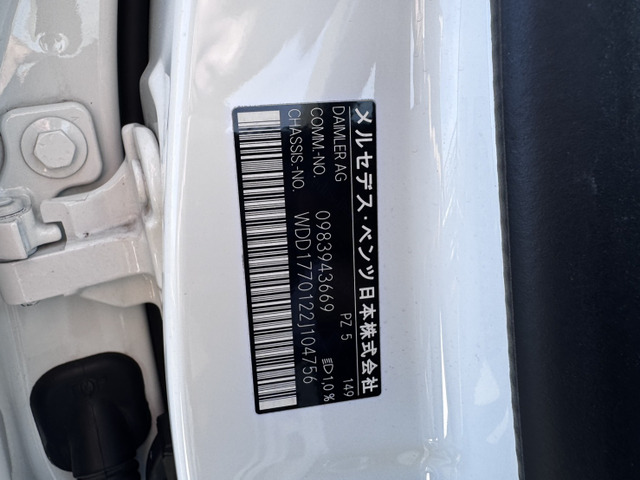 メルセデス・ベンツ日本株式会社
DAIMLER AG PZ 5 149
COMM.-NO. 0983943669 1.0%
CHASSIS.-NO. WDD1770122J104756